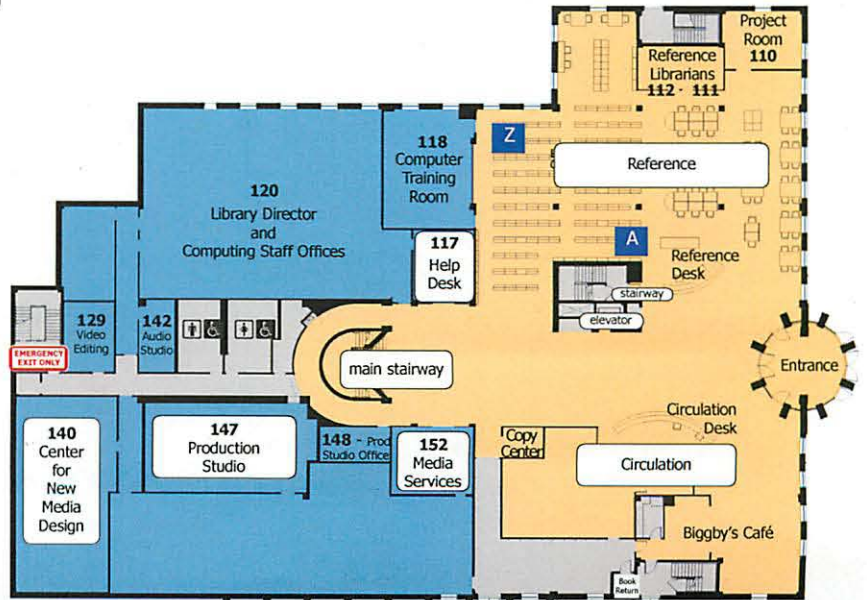 Project
Room
110
Reference
Librarians
112 - 111
Z
118
Computer
Training
Room
Reference
120
Library Director
and
Computing Staff Offices
117
Help
Desk
A
Reference
Desk
stairway
elevator
129
Video
Editing
142
Audio
Studio
EMERGENCY
EXIT ONLY
main stairway
Entrance
Circulation
Desk
140
Center
for
New
Media
Design
147
Production
Studio
148 - Prod
Studio Office
152
Media
Services
Copy
Center
Circulation
Biggby's Café
Book
Return